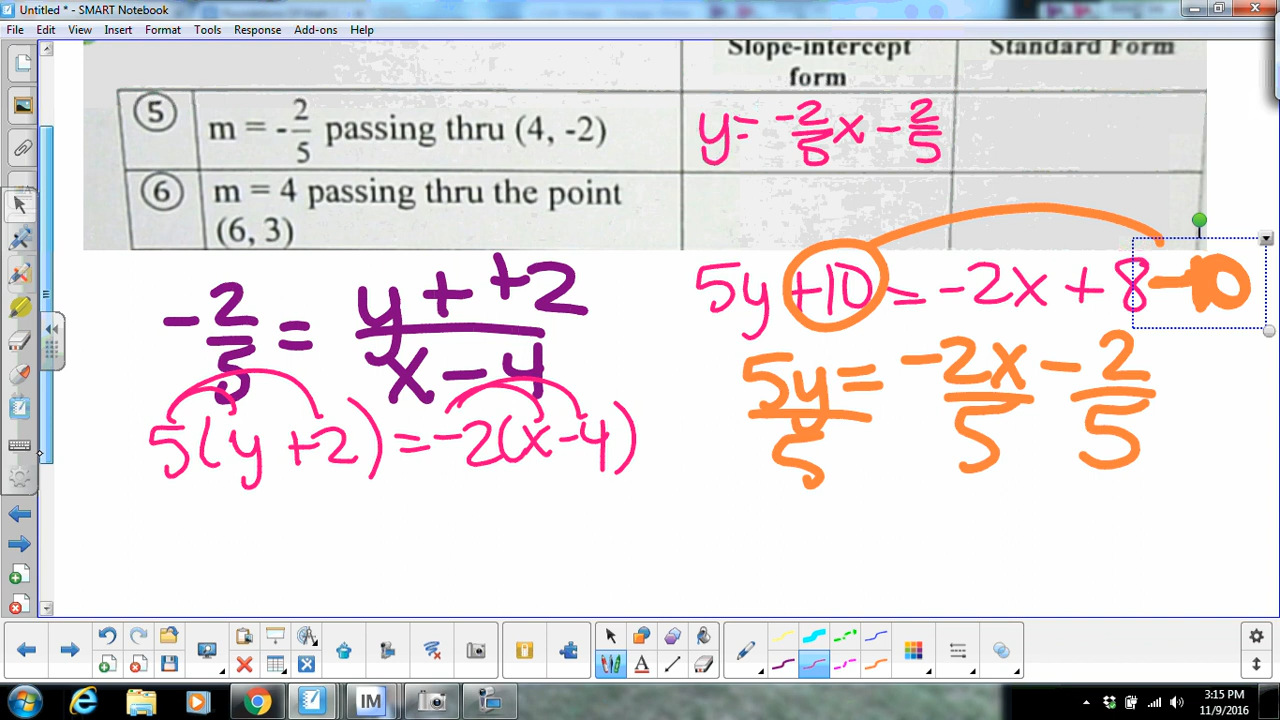 Untitled * - SMART Notebook
File Edit View Insert Format Tools Response Add-ons Help
Slope-intercept form
Standard Form
5 m = -2/5 passing thru (4, -2)
y = -2/5 x - 2/5
6 m = 4 passing thru the point
(6, 3)
-2/5 = y + +2 / x - 4
5(y + 2) = -2(x - 4)
5y + 10 = -2x + 8 - 10
5y/5 = -2x/5 - 2/5
IM
3:15 PM
11/9/2016